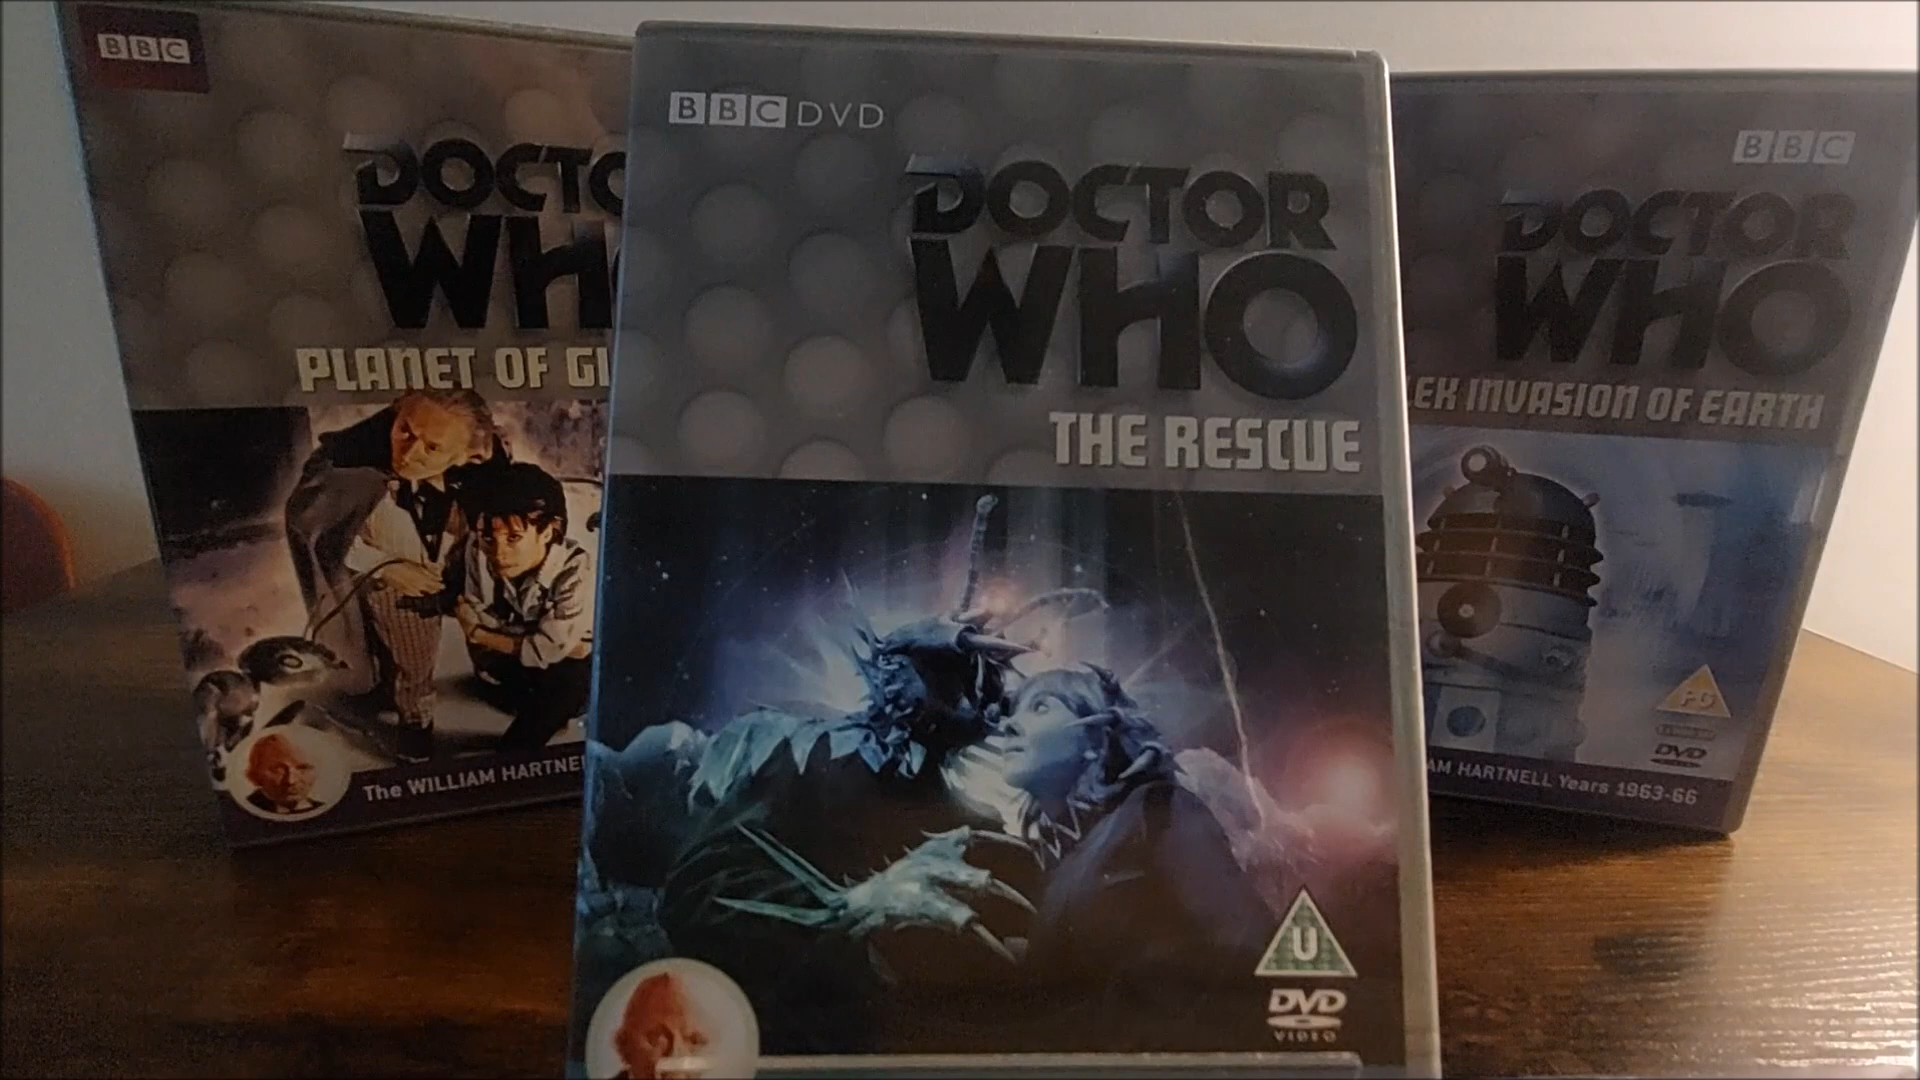 BBC
DOCTO
WHO
PLANET OF GI
The WILLIAM HARTNE
BBC DVD
DOCTOR
WHO
THE RESCUE
U
DVD
VIDEO
BBC
DOCTOR
WHO
LEK INVASION OF EARTH
PG
DVD
AM HARTNELL Years 1963-66